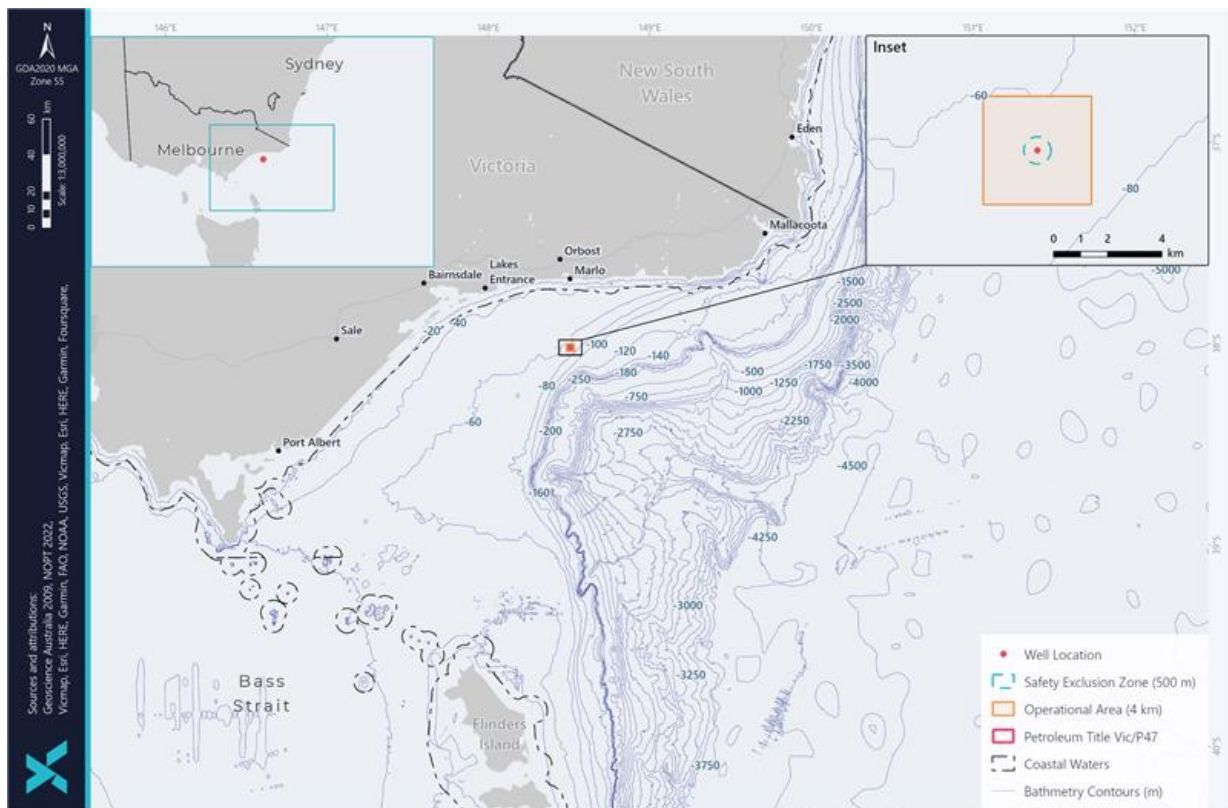 146°E
147°E
148°E
149°E
150°E
151°E
152°E
N
GDA2020 MGA
Zone 55
0 10 20 40 60
km
Scale: 1:3,000,000
Sources and attributions:
Geoscience Australia 2009, NOPT 2022,
Vicmap, Esri, HERE, Garmin, FAO, NOAA, USGS, Vicmap, Esri, HERE, Garmin, Foursquare,
Sydney
Melbourne
New South
Wales
Victoria
Eden
Mallacoota
Orbost
Marlo
Lakes
Entrance
Bairnsdale
Sale
Port Albert
Bass
Strait
Flinders
Island
Inset
-60
-80
0 1 2 4
km
37°S
38°S
39°S
40°S
-5000
-1500
-2500
-2000
-20
-40
-100
-120
-140
-180
-250
-80
-500
-1750
-3500
-1250
-4000
-1000
-750
-60
-200
-2250
-2750
-4500
-1601
-4250
-3000
-3250
-3750
Well Location
Safety Exclusion Zone (500 m)
Operational Area (4 km)
Petroleum Title Vic/P47
Coastal Waters
Bathmetry Contours (m)